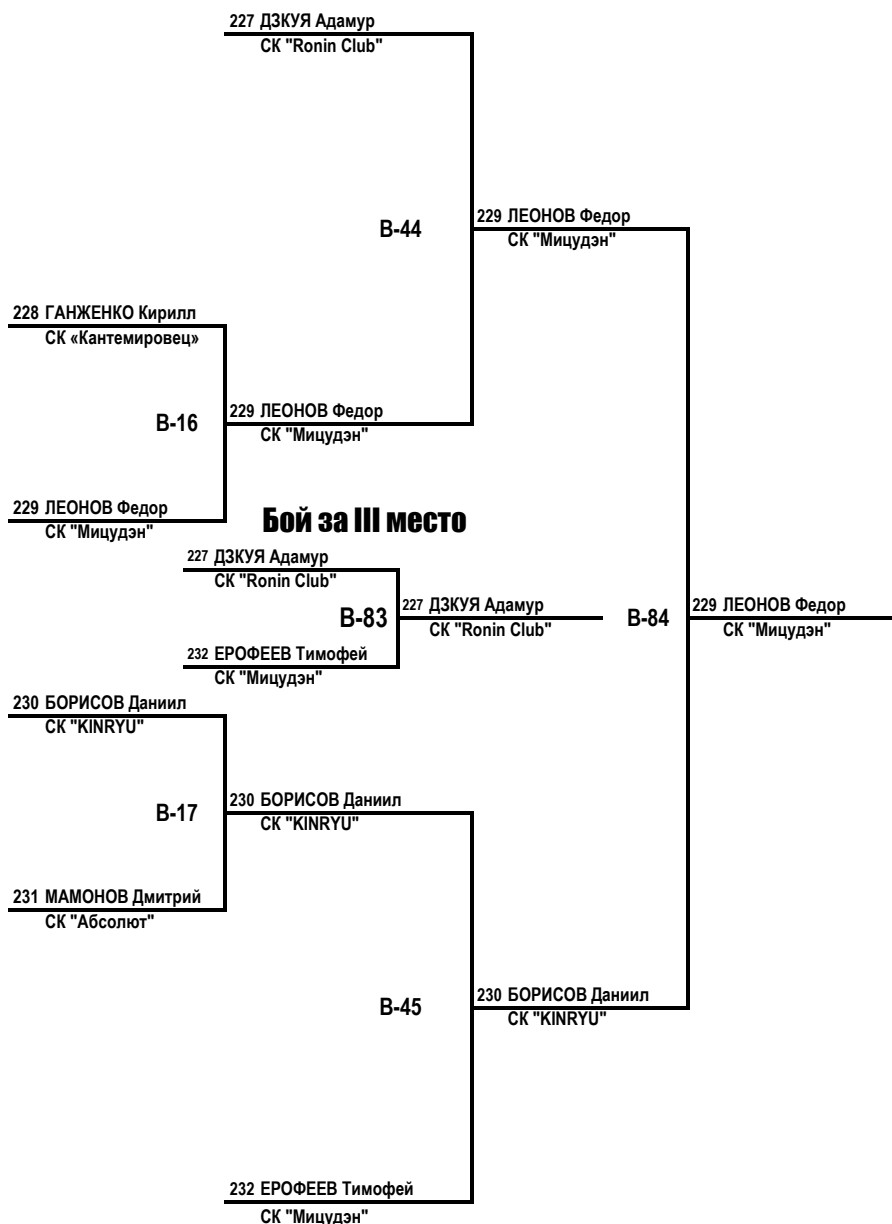 227 ДЗКУЯ Адамур
СК "Ronin Club"
В-44
229 ЛЕОНОВ Федор
СК "Мицудэн"
228 ГАНЖЕНКО Кирилл
СК «Кантемировец»
В-16
229 ЛЕОНОВ Федор
СК "Мицудэн"
229 ЛЕОНОВ Федор
СК "Мицудэн"
Бой за III место
227 ДЗКУЯ Адамур
СК "Ronin Club"
В-83
227 ДЗКУЯ Адамур
СК "Ronin Club"
В-84
229 ЛЕОНОВ Федор
СК "Мицудэн"
232 ЕРОФЕЕВ Тимофей
СК "Мицудэн"
230 БОРИСОВ Даниил
СК "KINRYU"
В-17
230 БОРИСОВ Даниил
СК "KINRYU"
231 МАМОНОВ Дмитрий
СК "Абсолют"
В-45
230 БОРИСОВ Даниил
СК "KINRYU"
232 ЕРОФЕЕВ Тимофей
СК "Мицудэн"